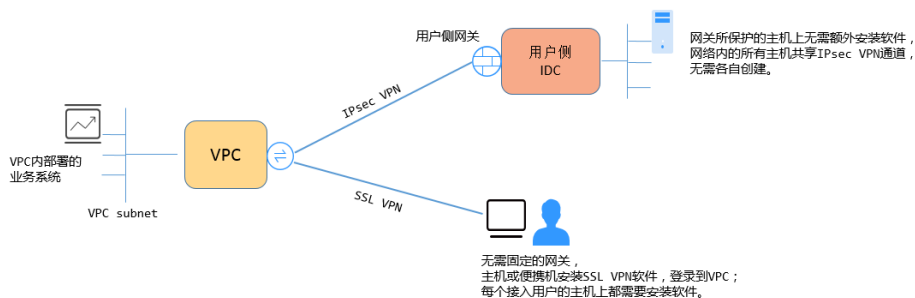 用户侧网关
用户侧
IDC
网关所保护的主机上无需额外安装软件，
网络内的所有主机共享IPsec VPN通道，
无需各自创建。
IPsec VPN
VPC
VPC内部署的
业务系统
VPC subnet
SSL VPN
无需固定的网关，
主机或便携机安装SSL VPN软件，登录到VPC；
每个接入用户的主机上都需要安装软件。